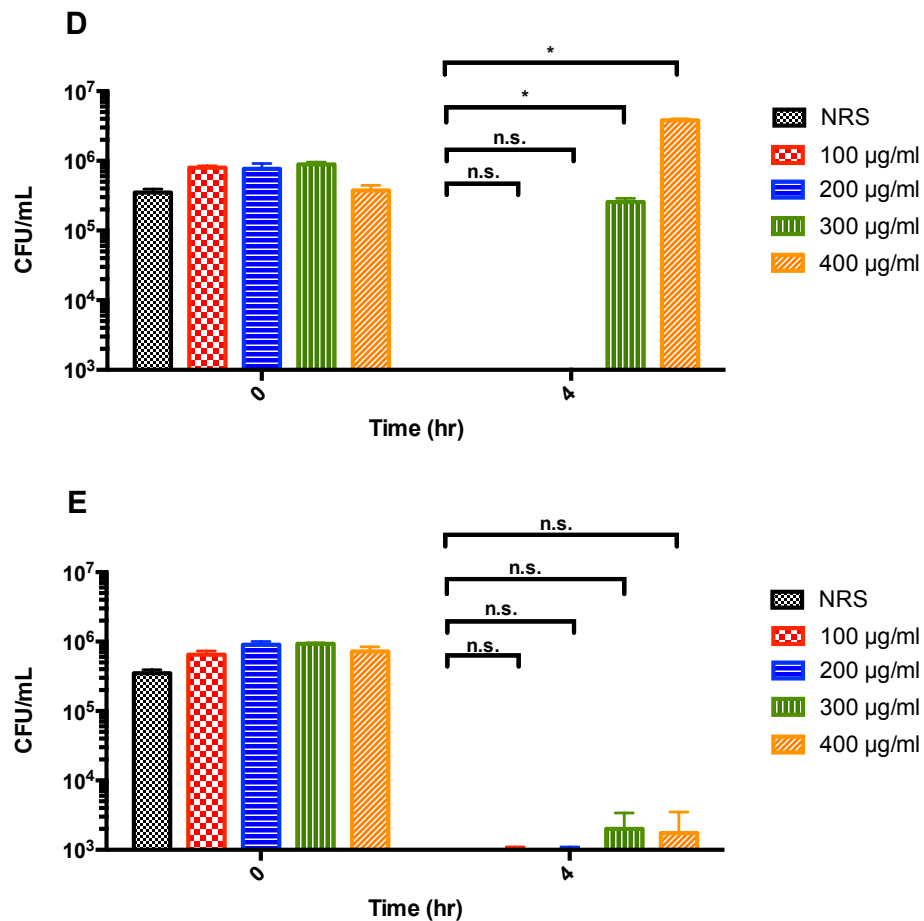 D
*
*
n.s.
n.s.
10⁷
10⁶
10⁵
10⁴
10³
CFU/mL
0
4
Time (hr)
NRS
100 µg/ml
200 µg/ml
300 µg/ml
400 µg/ml
E
n.s.
n.s.
n.s.
n.s.
10⁷
10⁶
10⁵
10⁴
10³
CFU/mL
0
4
Time (hr)
NRS
100 µg/ml
200 µg/ml
300 µg/ml
400 µg/ml